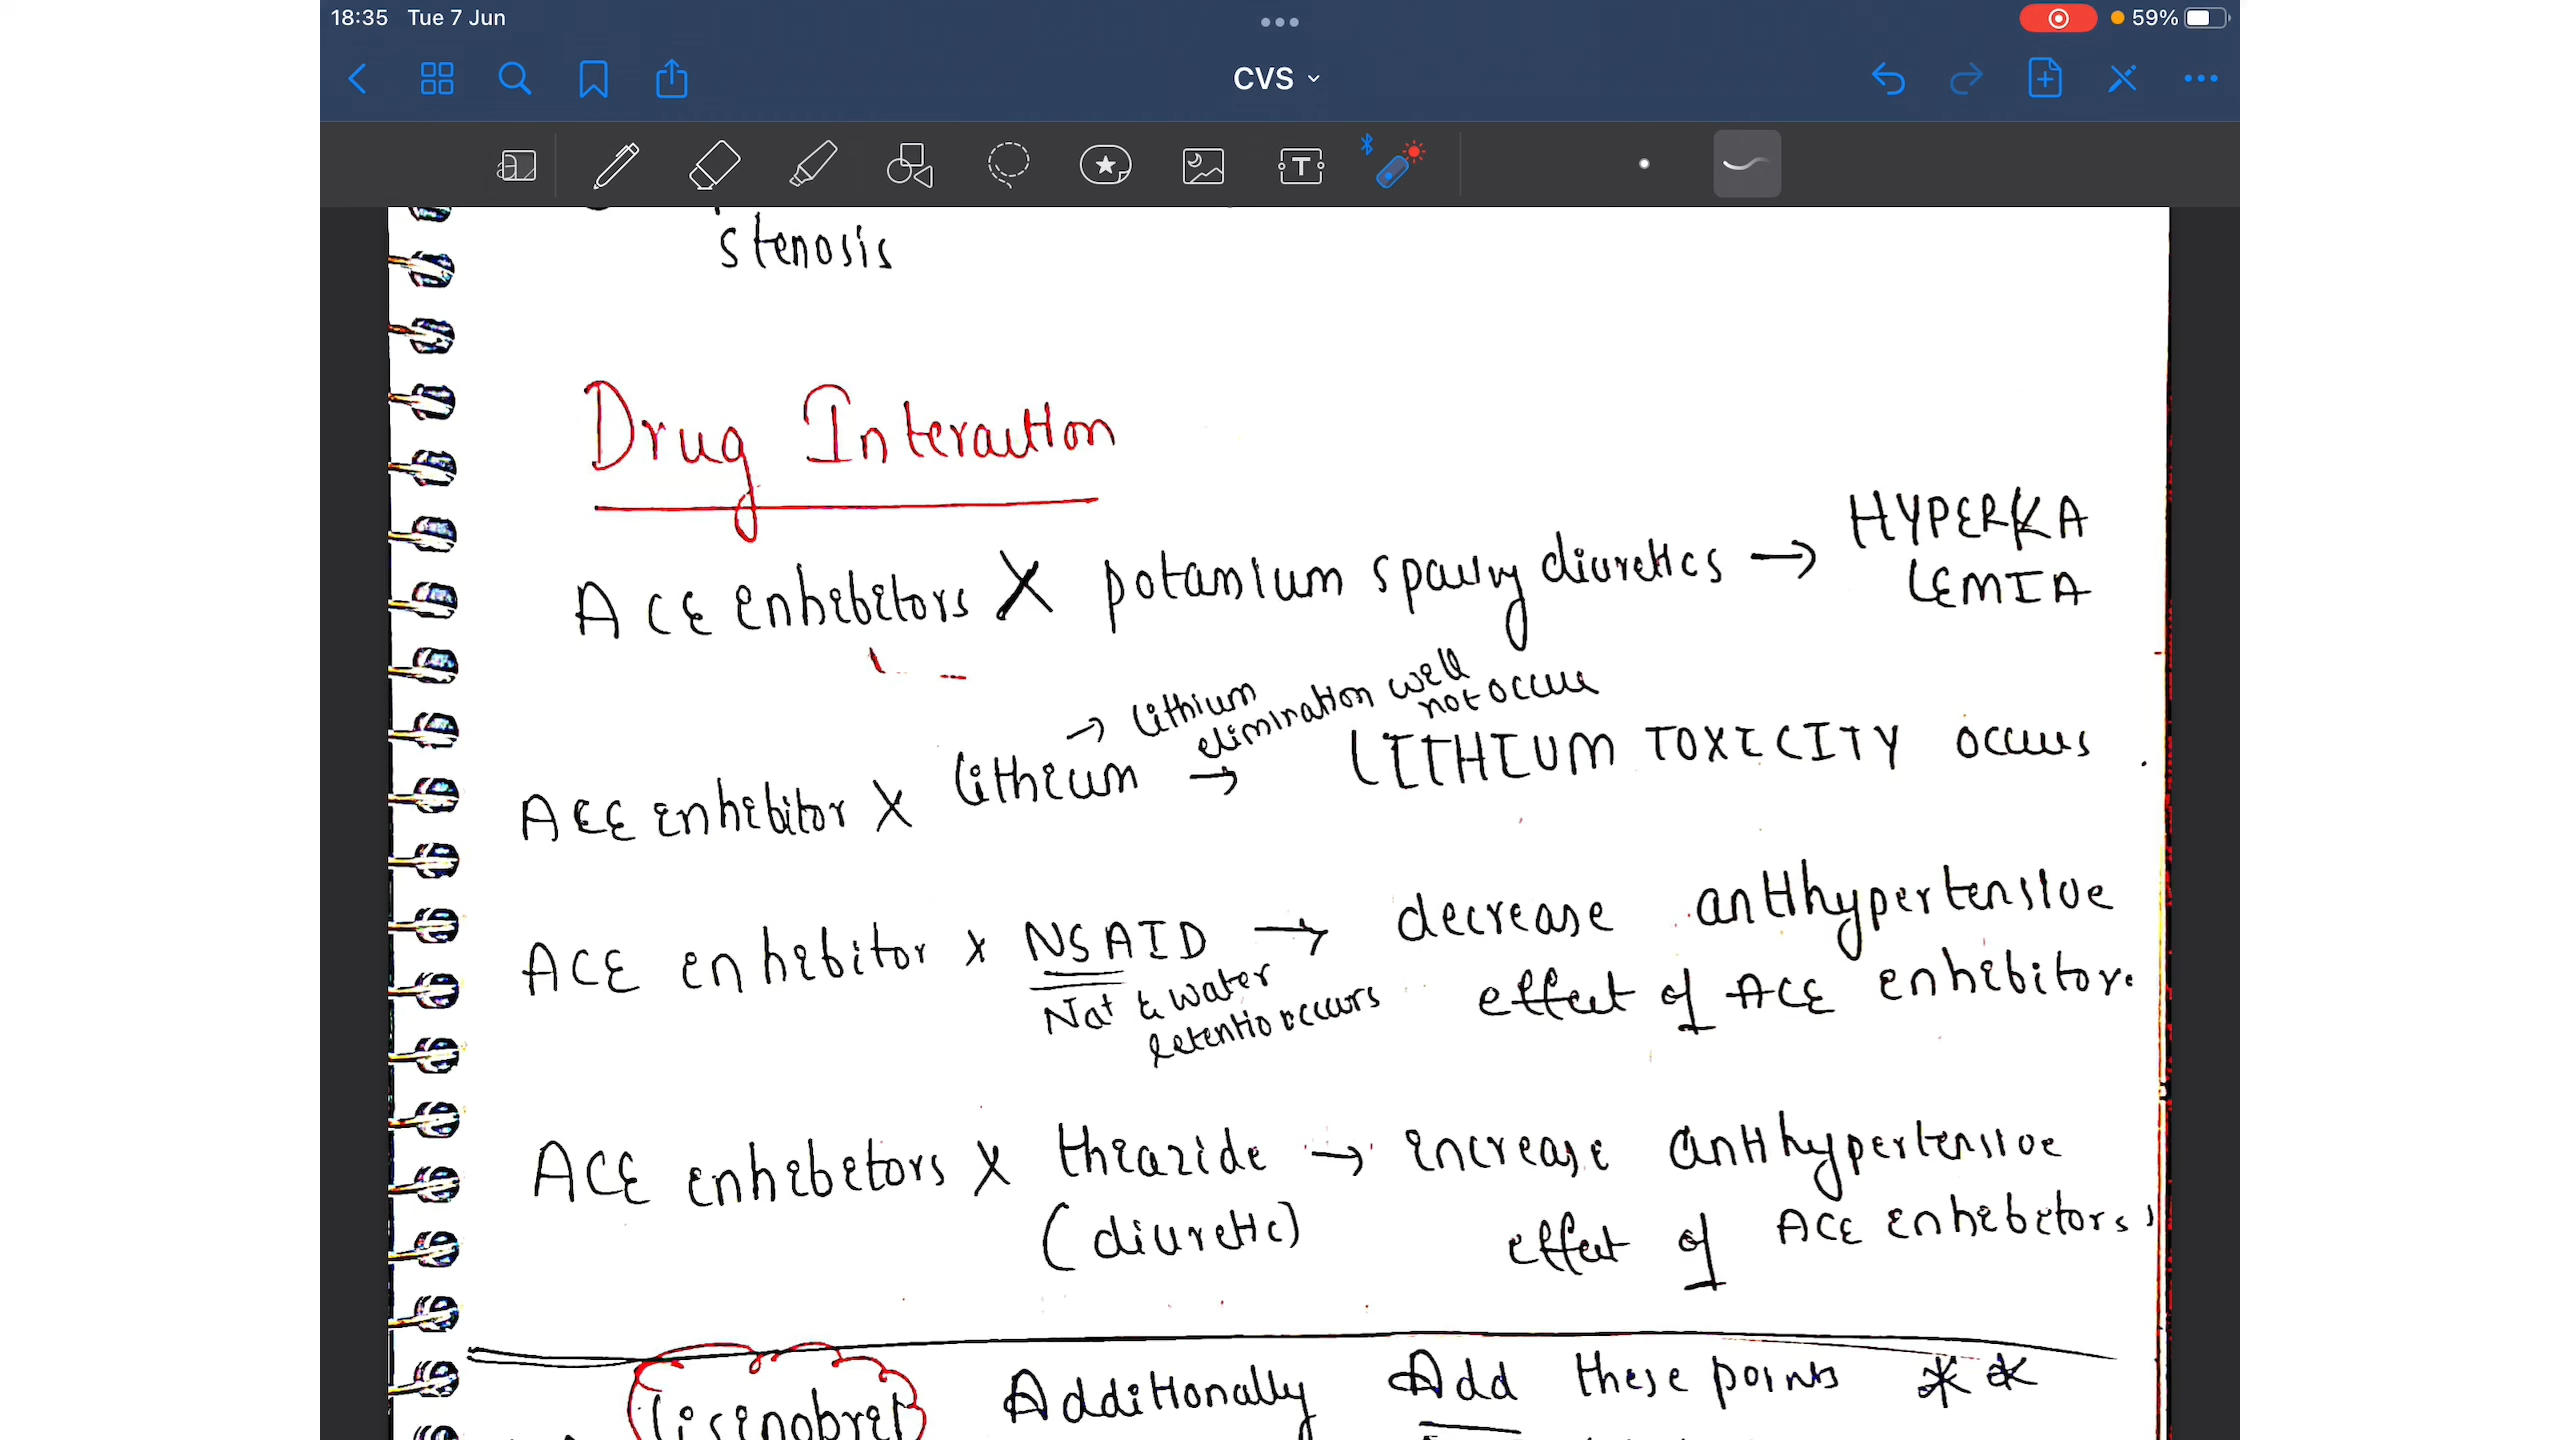 18:35 Tue 7 Jun
59%
CVS
stenosis
Drug Interaction
ACE enhibitors X potassium sparing diuretics → HYPERKA
LEMIA
→ lithium
elimination will
not occur
ACE enhibitor X lithium → LITHIUM TOXICITY occurs .
ACE enhibitor x NSAID → decrease antihypertensive
effect of ACE enhibitor.
Na+ & water
retentio occurs
ACE enhibitors X thiazide → increase antihypertensive
(diuretic)
effect of ACE enhibitors,
lisinopril Additionally Add these points **